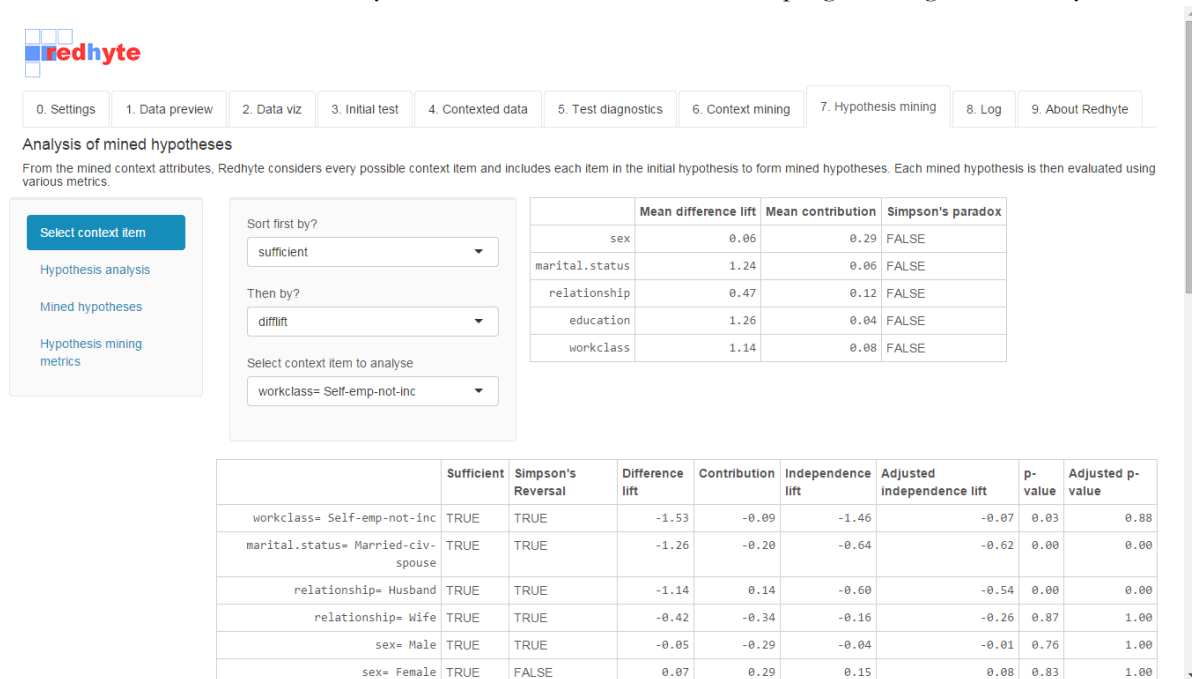 redhyte
0. Settings 1. Data preview 2. Data viz 3. Initial test 4. Contexted data 5. Test diagnostics 6. Context mining 7. Hypothesis mining 8. Log 9. About Redhyte
Analysis of mined hypotheses
From the mined context attributes, Redhyte considers every possible context item and includes each item in the initial hypothesis to form mined hypotheses. Each mined hypothesis is then evaluated using
various metrics.
Select context item
Hypothesis analysis
Mined hypotheses
Hypothesis mining
metrics
Sort first by?
sufficient
Then by?
difflift
Select context item to analyse
workclass= Self-emp-not-inc
Mean difference lift Mean contribution Simpson's paradox
sex 0.06 0.29 FALSE
marital.status 1.24 0.06 FALSE
relationship 0.47 0.12 FALSE
education 1.26 0.04 FALSE
workclass 1.14 0.08 FALSE
Sufficient Simpson's Difference Contribution Independence Adjusted p- Adjusted p-
Reversal lift lift independence lift value value
workclass= Self-emp-not-inc TRUE TRUE -1.53 -0.09 -1.46 -0.07 0.03 0.88
marital.status= Married-civ- TRUE TRUE -1.26 -0.20 -0.64 -0.62 0.00 0.00
spouse
relationship= Husband TRUE TRUE -1.14 0.14 -0.60 -0.54 0.00 0.00
relationship= Wife TRUE TRUE -0.42 -0.34 -0.16 -0.26 0.87 1.00
sex= Male TRUE TRUE -0.05 -0.29 -0.04 -0.01 0.76 1.00
sex= Female TRUE FALSE 0.07 0.29 0.15 0.08 0.83 1.00